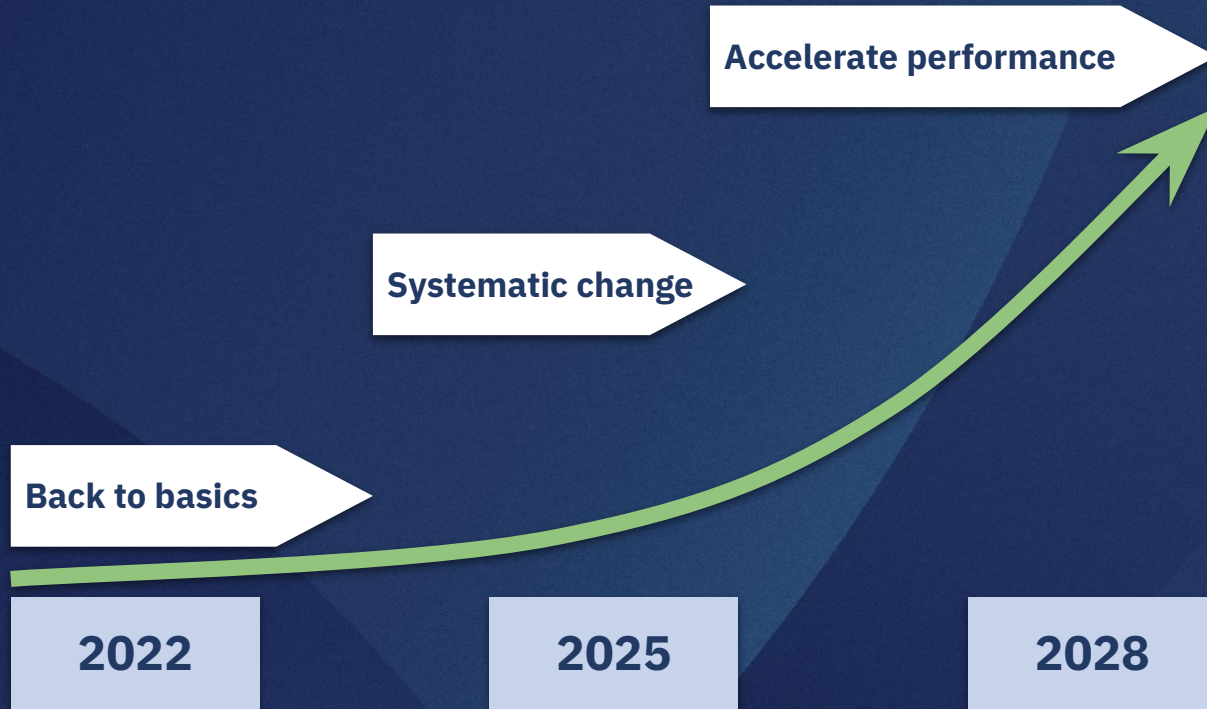 Accelerate performance
Systematic change
Back to basics
2022
2025
2028